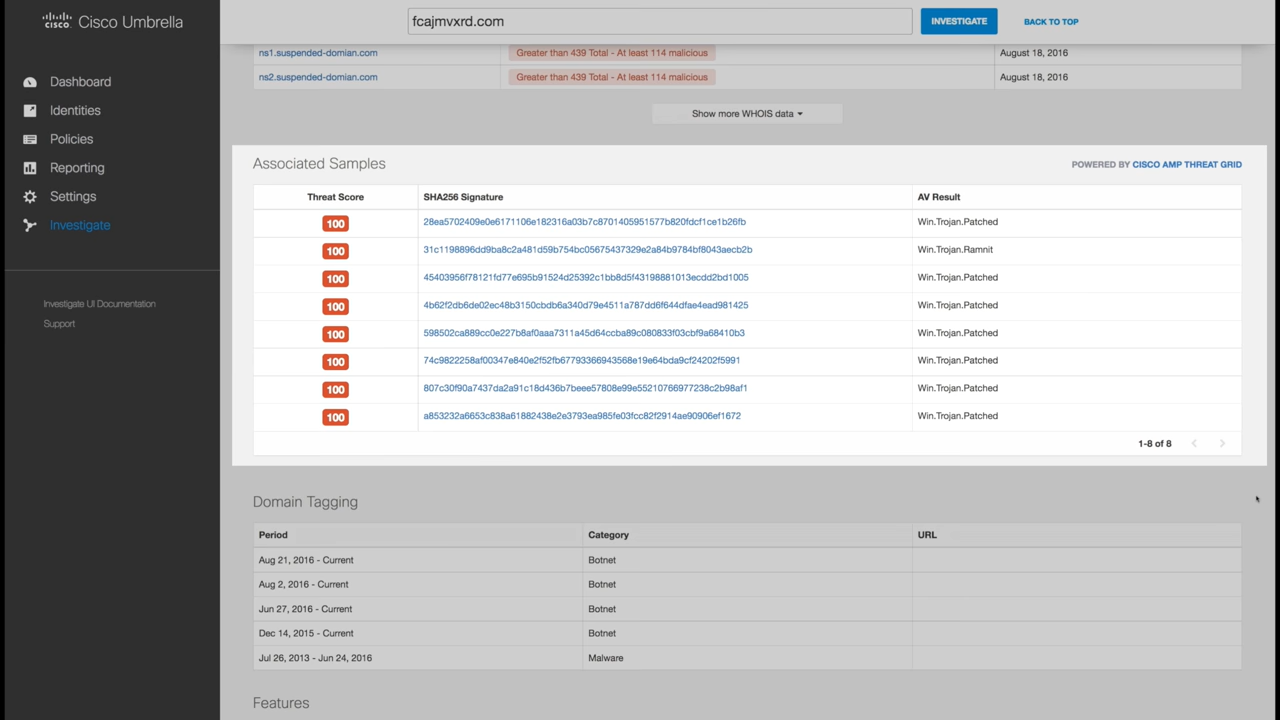 cisco Cisco Umbrella
fcajmvxrd.com INVESTIGATE BACK TO TOP
Dashboard
Identities
Policies
Reporting
Settings
Investigate
Investigate UI Documentation
Support
ns1.suspended-domian.com Greater than 439 Total - At least 114 malicious August 18, 2016
ns2.suspended-domian.com Greater than 439 Total - At least 114 malicious August 18, 2016
Show more WHOIS data
Associated Samples POWERED BY CISCO AMP THREAT GRID
Threat Score SHA256 Signature AV Result
100 28ea5702409e0e6171106e182316a03b7c8701405951577b820fdcf1ce1b26fb Win.Trojan.Patched
100 31c1198896dd9ba8c2a481d59b754bc05675437329e2a84b9784bf8043aecb2b Win.Trojan.Ramnit
100 45403956f78121fd77e695b91524d25392c1bb8d5f43198881013ecdd2bd1005 Win.Trojan.Patched
100 4b62f2db6de02ec48b3150cbdb6a340d79e4511a787dd6f644dfae4ead981425 Win.Trojan.Patched
100 598502ca889cc0e227b8af0aaa7311a45d64ccba89c080833f03cbf9a68410b3 Win.Trojan.Patched
100 74c9822258af00347e840e2f52fb67793366943568e19e64bda9cf24202f5991 Win.Trojan.Patched
100 807c30f90a7437da2a91c18d436b7beee57808e99e55210766977238c2b98af1 Win.Trojan.Patched
100 a853232a6653c838a61882438e2e3793ea985fe03fcc82f2914ae90906ef1672 Win.Trojan.Patched
1-8 of 8
Domain Tagging
Period Category URL
Aug 21, 2016 - Current Botnet
Aug 2, 2016 - Current Botnet
Jun 27, 2016 - Current Botnet
Dec 14, 2015 - Current Botnet
Jul 26, 2013 - Jun 24, 2016 Malware
Features